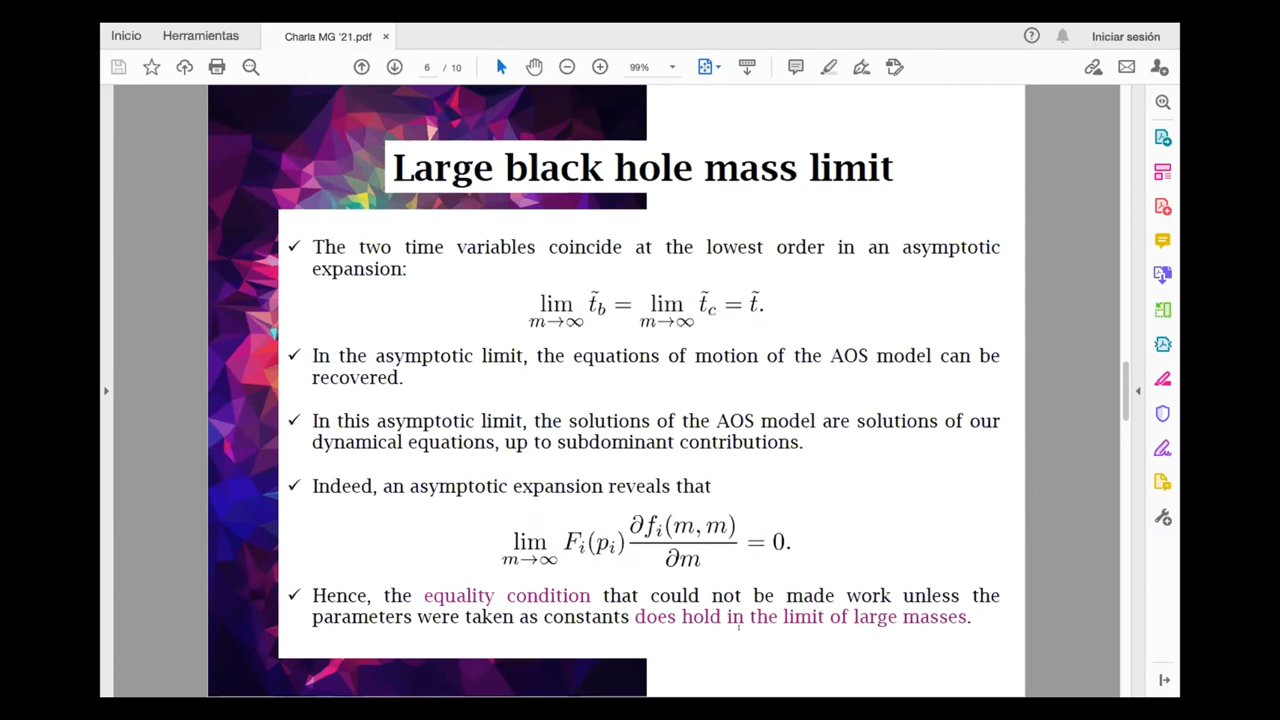 Inicio Herramientas Charla MG '21.pdf × Iniciar sesión
6 / 10 99%
Large black hole mass limit
✓ The two time variables coincide at the lowest order in an asymptotic
expansion:
lim_{m→∞} t̃_b = lim_{m→∞} t̃_c = t̃.
✓ In the asymptotic limit, the equations of motion of the AOS model can be
recovered.
✓ In this asymptotic limit, the solutions of the AOS model are solutions of our
dynamical equations, up to subdominant contributions.
✓ Indeed, an asymptotic expansion reveals that
lim_{m→∞} F_i(p_i) ∂f_i(m, m)/∂m = 0.
✓ Hence, the equality condition that could not be made work unless the
parameters were taken as constants does hold in the limit of large masses.